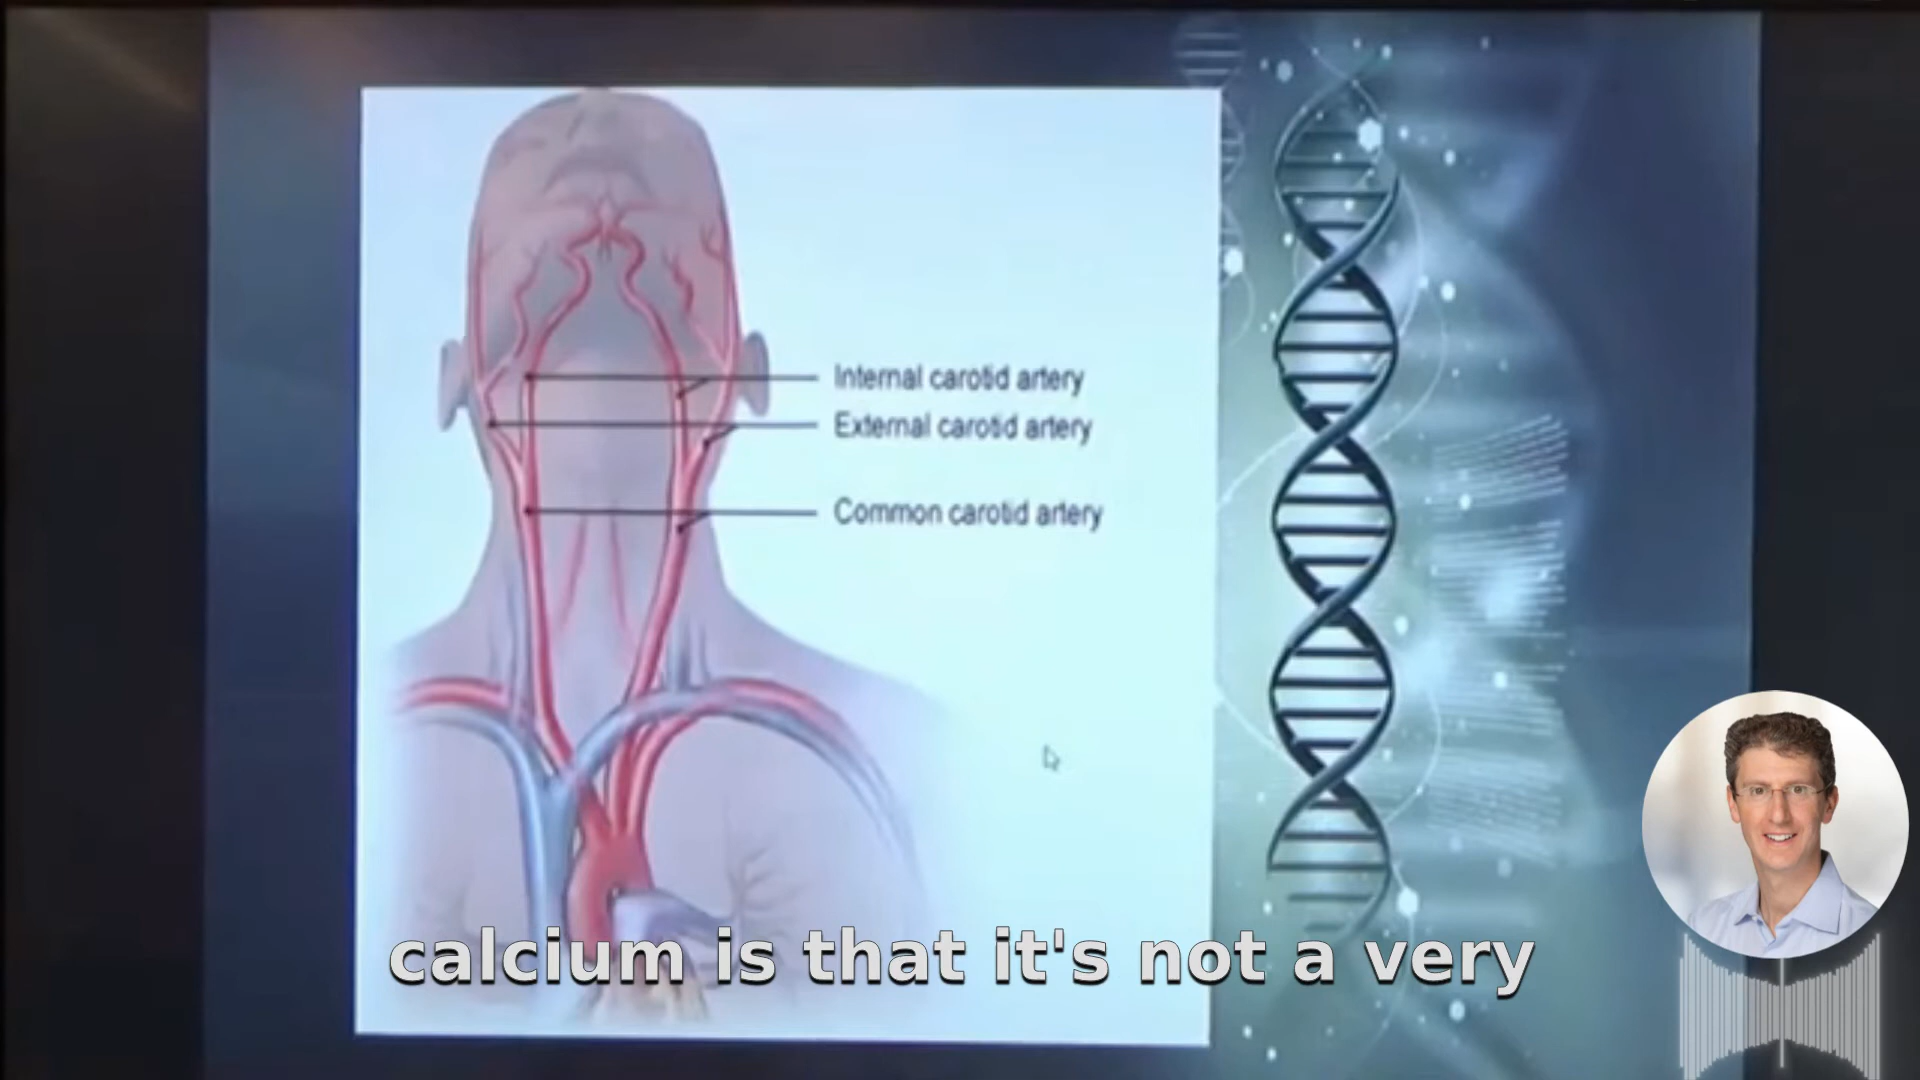 Internal carotid artery
External carotid artery
Common carotid artery
calcium is that it's not a very